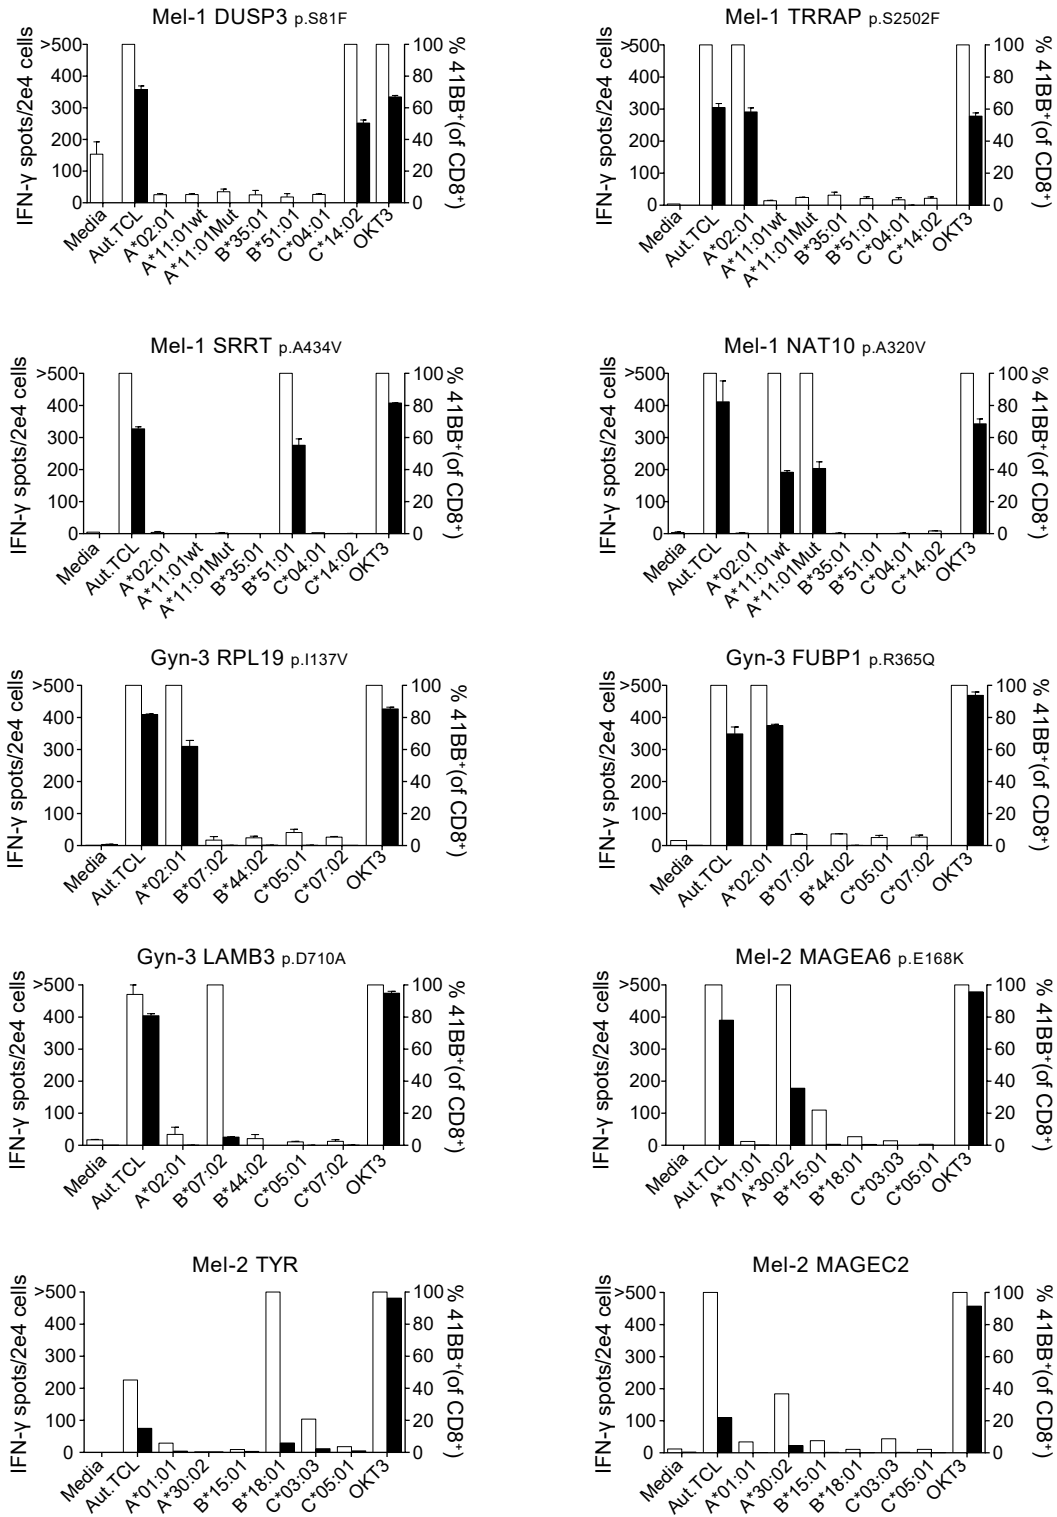 Mel-1 DUSP3 p.S81F
IFN-γ spots/2e4 cells
>500
400
300
200
100
0
100
80
60
40
20
0
% 41BB⁺(of CD8⁺)
Media
Aut.TCL
A*02:01
A*11:01wt
A*11:01Mut
B*35:01
B*51:01
C*04:01
C*14:02
OKT3
Mel-1 TRRAP p.S2502F
IFN-γ spots/2e4 cells
>500
400
300
200
100
0
100
80
60
40
20
0
% 41BB⁺(of CD8⁺)
Media
Aut.TCL
A*02:01
A*11:01wt
A*11:01Mut
B*35:01
B*51:01
C*04:01
C*14:02
OKT3
Mel-1 SRRT p.A434V
IFN-γ spots/2e4 cells
>500
400
300
200
100
0
100
80
60
40
20
0
% 41BB⁺(of CD8⁺)
Media
Aut.TCL
A*02:01
A*11:01wt
A*11:01Mut
B*35:01
B*51:01
C*04:01
C*14:02
OKT3
Mel-1 NAT10 p.A320V
IFN-γ spots/2e4 cells
>500
400
300
200
100
0
100
80
60
40
20
0
% 41BB⁺(of CD8⁺)
Media
Aut.TCL
A*02:01
A*11:01wt
A*11:01Mut
B*35:01
B*51:01
C*04:01
C*14:02
OKT3
Gyn-3 RPL19 p.I137V
IFN-γ spots/2e4 cells
>500
400
300
200
100
0
100
80
60
40
20
0
% 41BB⁺(of CD8⁺)
Media
Aut.TCL
A*02:01
B*07:02
B*44:02
C*05:01
C*07:02
OKT3
Gyn-3 FUBP1 p.R365Q
IFN-γ spots/2e4 cells
>500
400
300
200
100
0
100
80
60
40
20
0
% 41BB⁺(of CD8⁺)
Media
Aut.TCL
A*02:01
B*07:02
B*44:02
C*05:01
C*07:02
OKT3
Gyn-3 LAMB3 p.D710A
IFN-γ spots/2e4 cells
>500
400
300
200
100
0
100
80
60
40
20
0
% 41BB⁺(of CD8⁺)
Media
Aut.TCL
A*02:01
B*07:02
B*44:02
C*05:01
C*07:02
OKT3
Mel-2 MAGEA6 p.E168K
IFN-γ spots/2e4 cells
>500
400
300
200
100
0
100
80
60
40
20
0
% 41BB⁺(of CD8⁺)
Media
Aut.TCL
A*01:01
A*30:02
B*15:01
B*18:01
C*03:03
C*05:01
OKT3
Mel-2 TYR
IFN-γ spots/2e4 cells
>500
400
300
200
100
0
100
80
60
40
20
0
% 41BB⁺(of CD8⁺)
Media
Aut.TCL
A*01:01
A*30:02
B*15:01
B*18:01
C*03:03
C*05:01
OKT3
Mel-2 MAGEC2
IFN-γ spots/2e4 cells
>500
400
300
200
100
0
100
80
60
40
20
0
% 41BB⁺(of CD8⁺)
Media
Aut.TCL
A*01:01
A*30:02
B*15:01
B*18:01
C*03:03
C*05:01
OKT3